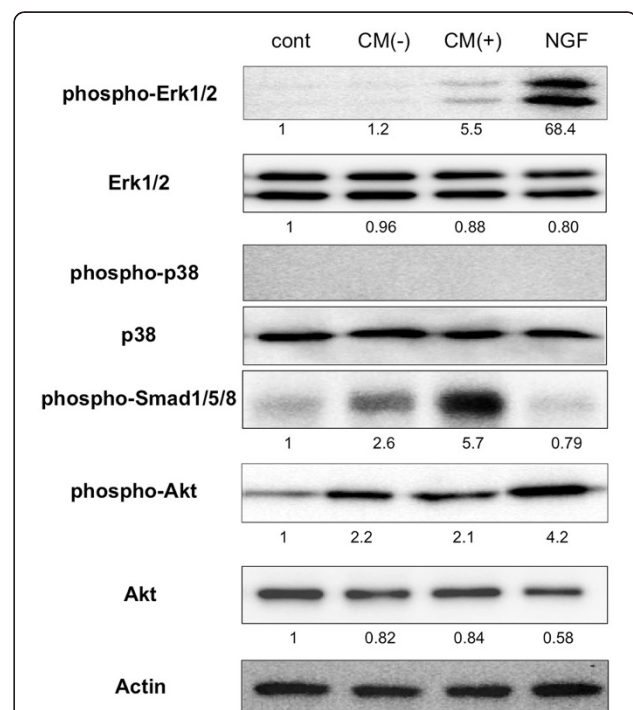 cont CM(-) CM(+) NGF
phospho-Erk1/2
1 1.2 5.5 68.4
Erk1/2
1 0.96 0.88 0.80
phospho-p38
p38
phospho-Smad1/5/8
1 2.6 5.7 0.79
phospho-Akt
1 2.2 2.1 4.2
Akt
1 0.82 0.84 0.58
Actin